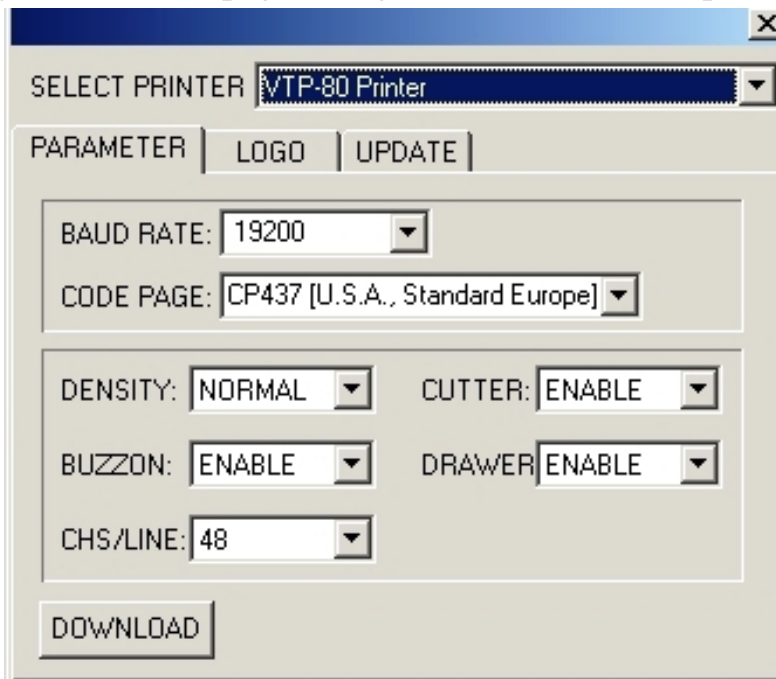 SELECT PRINTER VTP-80 Printer
PARAMETER LOGO UPDATE
BAUD RATE: 19200
CODE PAGE: CP437 [U.S.A., Standard Europe]
DENSITY: NORMAL CUTTER: ENABLE
BUZZON: ENABLE DRAWER ENABLE
CHS/LINE: 48
DOWNLOAD